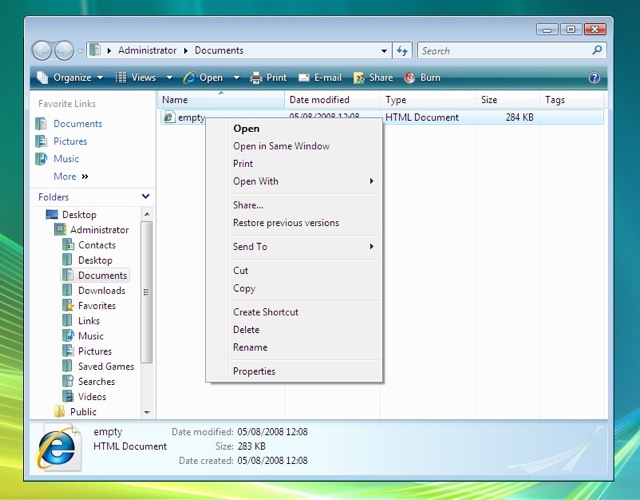 Administrator Documents
Search
Organize Views Open Print E-mail Share Burn
Favorite Links
Documents
Pictures
Music
More »
Folders
Desktop
Administrator
Contacts
Desktop
Documents
Downloads
Favorites
Links
Music
Pictures
Saved Games
Searches
Videos
Public
Name Date modified Type Size Tags
empty 05/08/2008 12:08 HTML Document 284 KB
Open
Open in Same Window
Print
Open With
Share...
Restore previous versions
Send To
Cut
Copy
Create Shortcut
Delete
Rename
Properties
empty Date modified: 05/08/2008 12:08
HTML Document Size: 283 KB
Date created: 05/08/2008 12:08